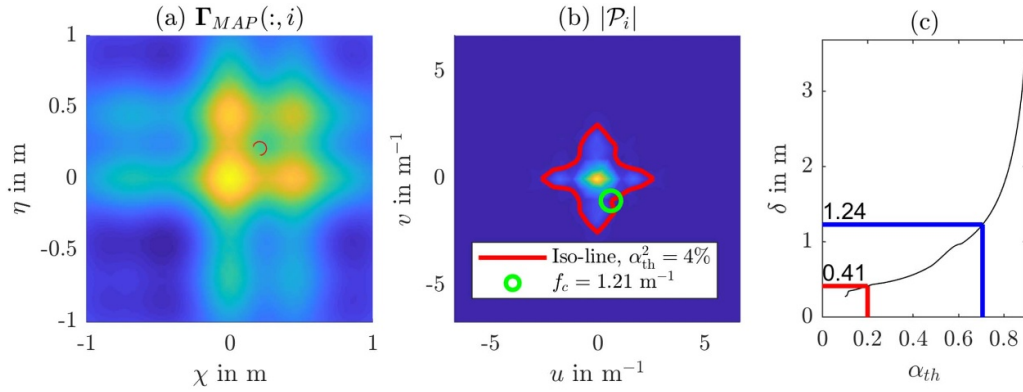 (a) Γ_MAP(:, i)
1
0.5
0
-0.5
-1
-1
0
1
η in m
χ in m
(b) |𝒫_i|
5
0
-5
-5
0
5
v in m⁻¹
u in m⁻¹
Iso-line, α²_th = 4%
f_c = 1.21 m⁻¹
(c)
3
2
1
0
0
0.2
0.4
0.6
0.8
δ in m
α_th
1.24
0.41